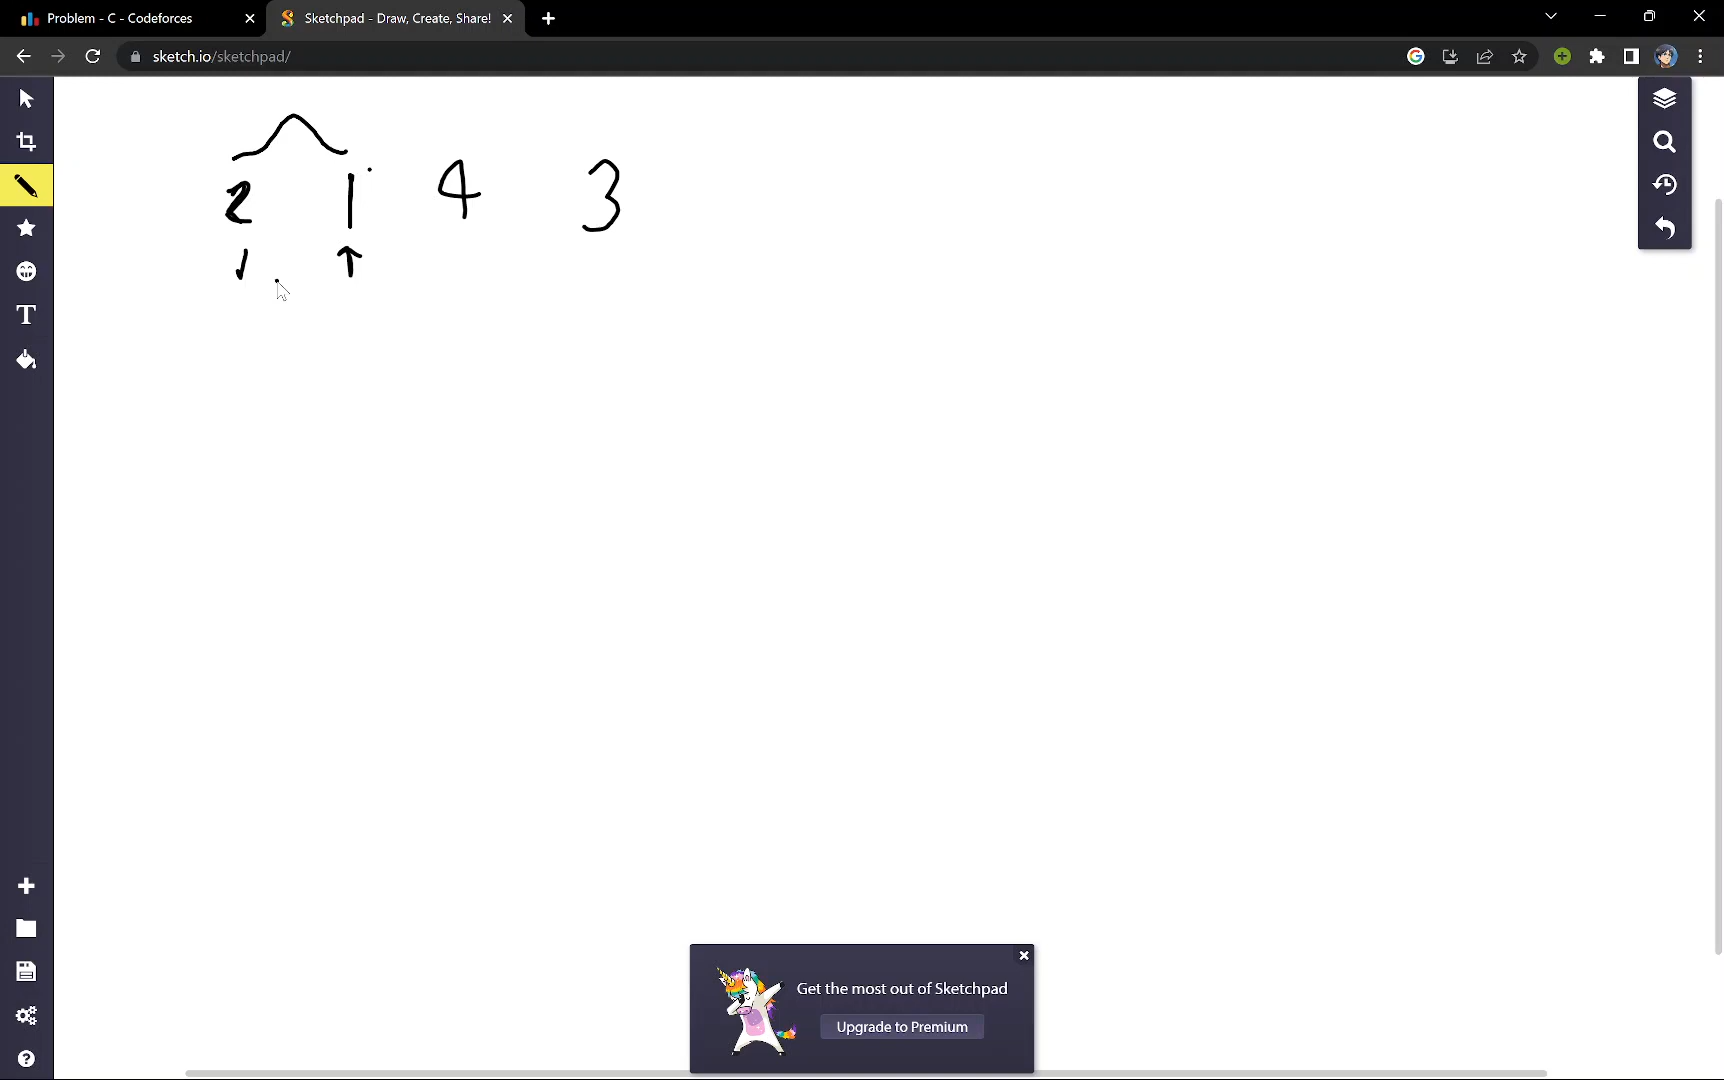 Problem - C - Codeforces
Sketchpad - Draw, Create, Share!
sketch.io/sketchpad/
2 1 4 3
Get the most out of Sketchpad
Upgrade to Premium